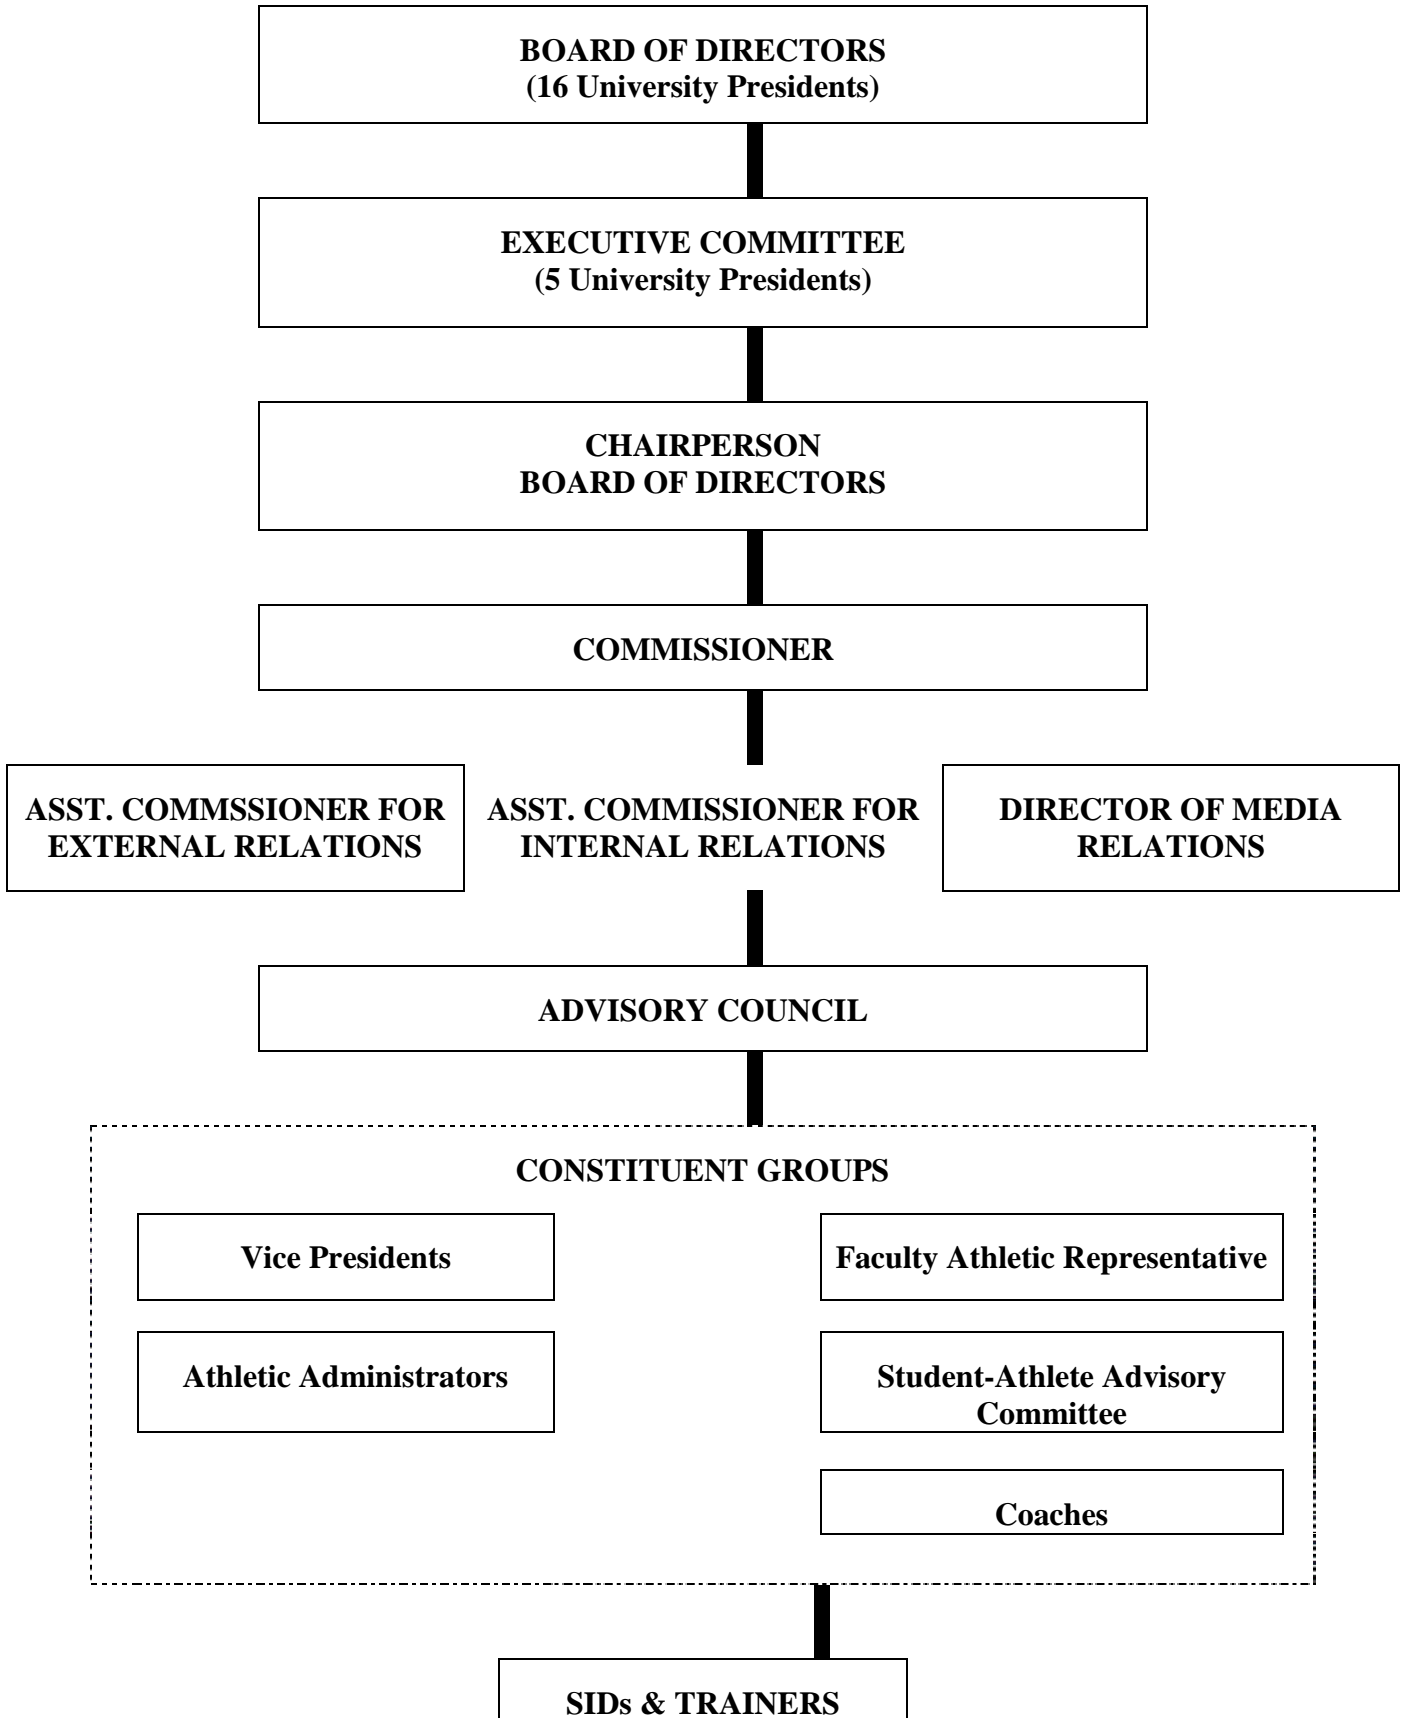 BOARD OF DIRECTORS
(16 University Presidents)
EXECUTIVE COMMITTEE
(5 University Presidents)
CHAIRPERSON
BOARD OF DIRECTORS
COMMISSIONER
ASST. COMMSSIONER FOR
EXTERNAL RELATIONS
ASST. COMMISSIONER FOR
INTERNAL RELATIONS
DIRECTOR OF MEDIA
RELATIONS
ADVISORY COUNCIL
CONSTITUENT GROUPS
Vice Presidents
Faculty Athletic Representative
Athletic Administrators
Student-Athlete Advisory
Committee
Coaches
SIDs & TRAINERS